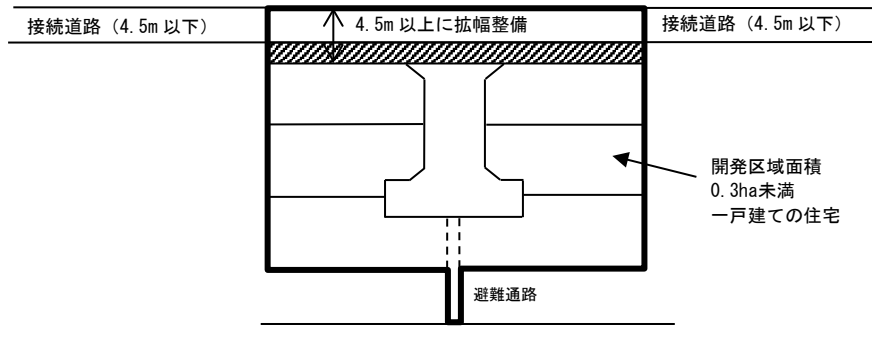 接続道路（4.5m 以下）
4.5m 以上に拡幅整備
接続道路（4.5m 以下）
開発区域面積
0.3ha未満
一戸建ての住宅
避難通路